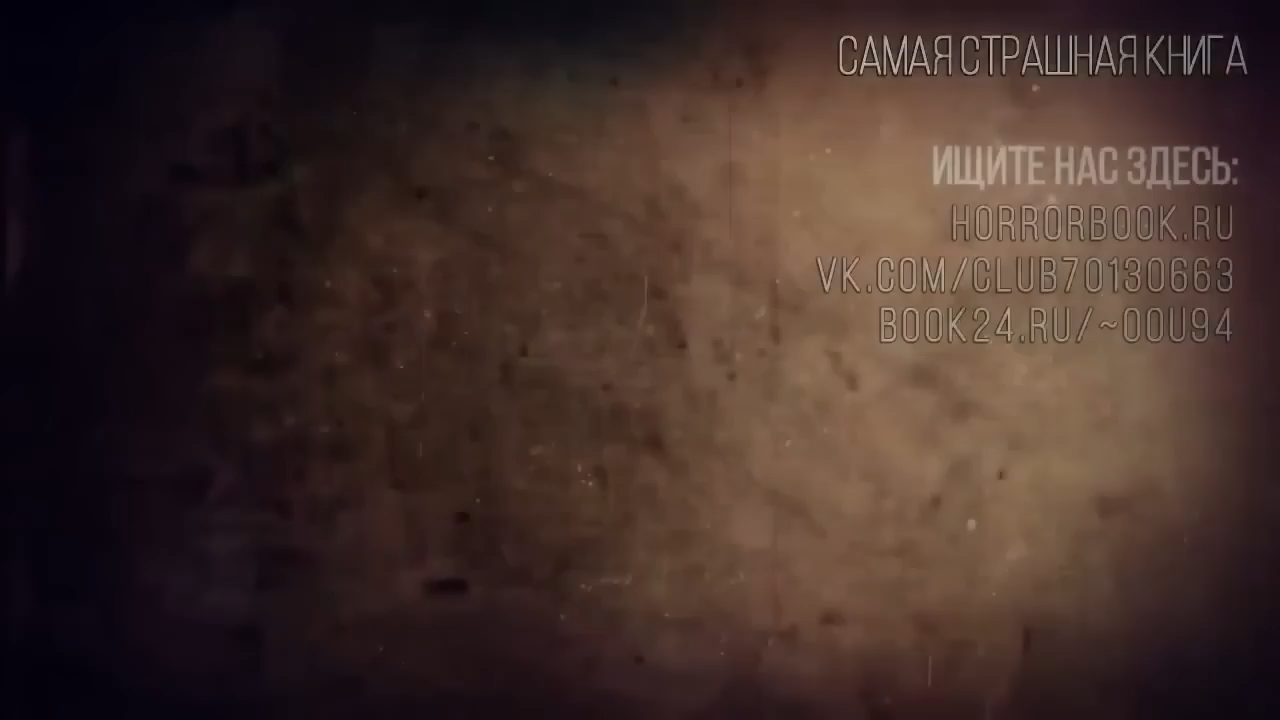 САМАЯ СТРАШНАЯ КНИГА
ИЩИТЕ НАС ЗДЕСЬ:
HORRORBOOK.RU
VK.COM/CLUB70130663
BOOK24.RU/~OOU94